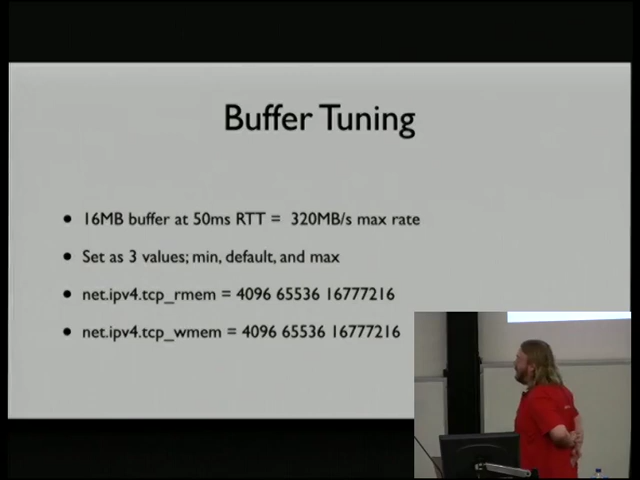 Buffer Tuning
• 16MB buffer at 50ms RTT = 320MB/s max rate
• Set as 3 values; min, default, and max
• net.ipv4.tcp_rmem = 4096 65536 16777216
• net.ipv4.tcp_wmem = 4096 65536 16777216